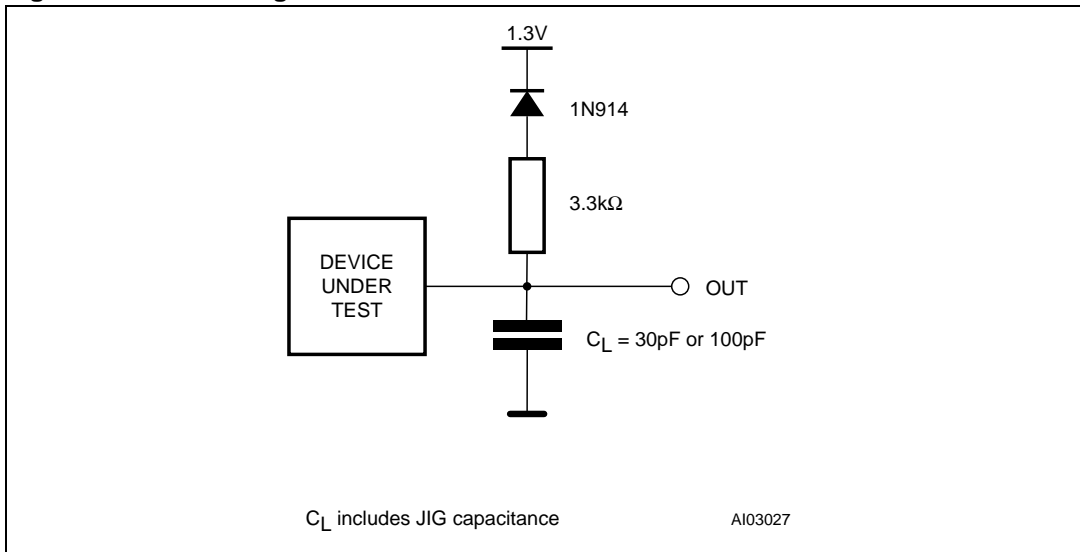 1.3V
1N914
3.3kΩ
DEVICE
UNDER
TEST
OUT
CL = 30pF or 100pF
CL includes JIG capacitance
AI03027